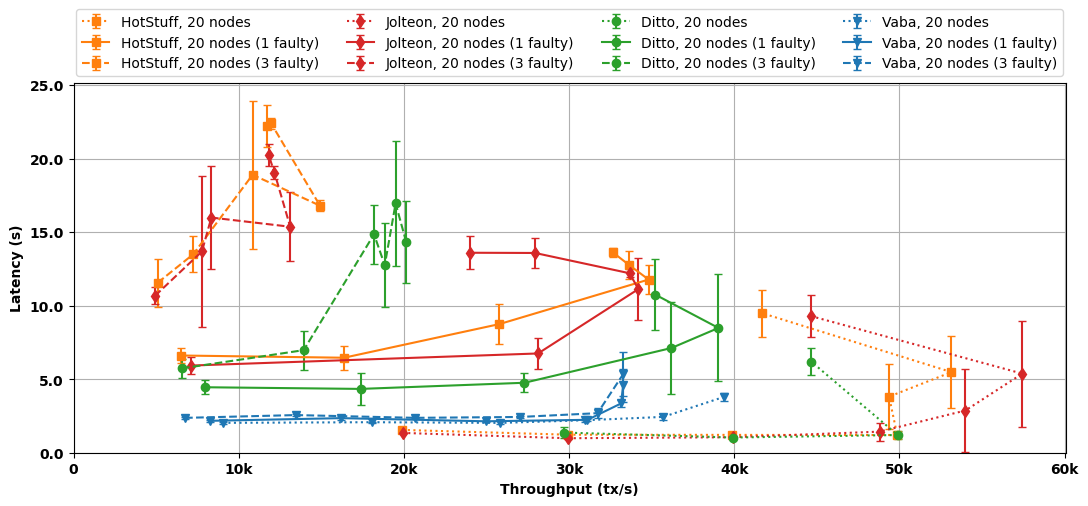 HotStuff, 20 nodes Jolteon, 20 nodes Ditto, 20 nodes Vaba, 20 nodes
HotStuff, 20 nodes (1 faulty) Jolteon, 20 nodes (1 faulty) Ditto, 20 nodes (1 faulty) Vaba, 20 nodes (1 faulty)
HotStuff, 20 nodes (3 faulty) Jolteon, 20 nodes (3 faulty) Ditto, 20 nodes (3 faulty) Vaba, 20 nodes (3 faulty)
25.0
20.0
15.0
10.0
5.0
0.0
Latency (s)
0 10k 20k 30k 40k 50k 60k
Throughput (tx/s)